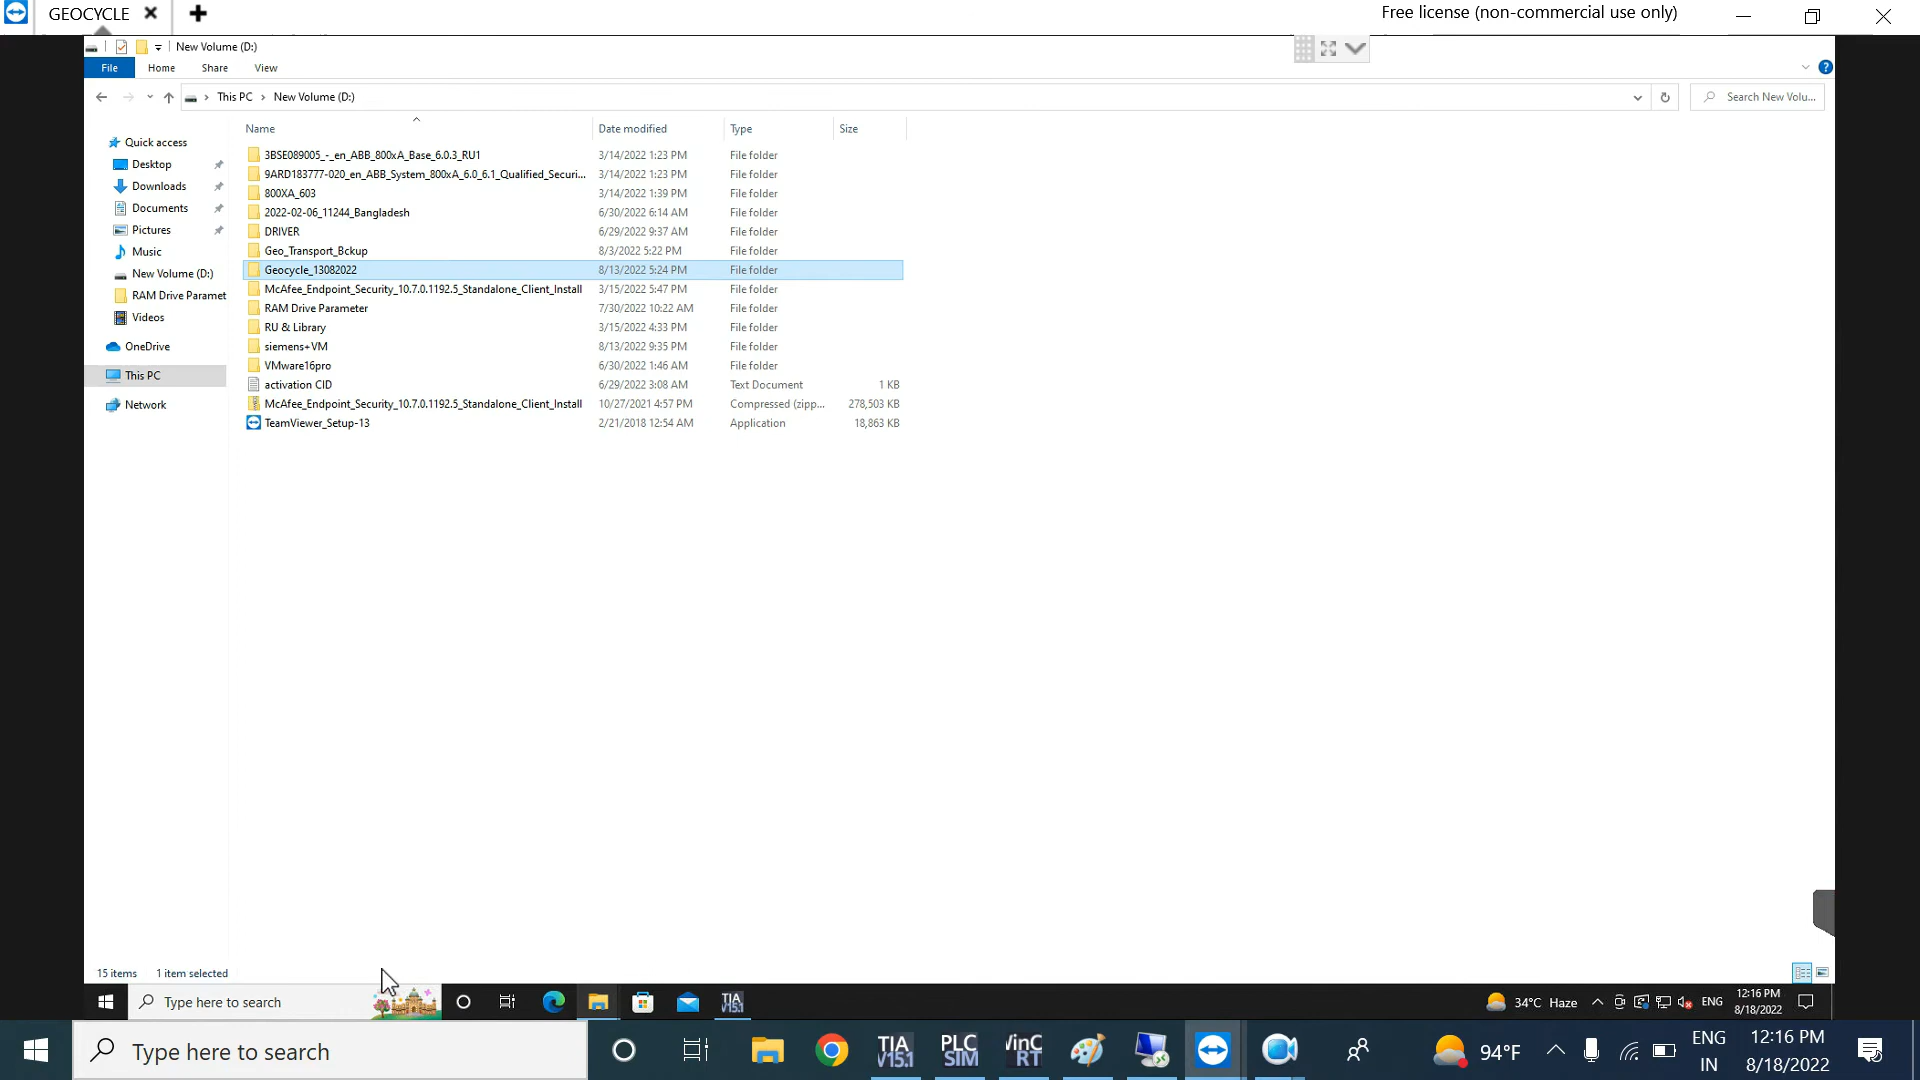 GEOCYCLE
Free license (non-commercial use only)
New Volume (D:)
File Home Share View
This PC New Volume (D:)
Search New Volu...
Name Date modified Type Size
Quick access
Desktop
Downloads
Documents
Pictures
Music
New Volume (D:)
RAM Drive Paramet
Videos
OneDrive
This PC
Network
3BSE089005_-_en_ABB_800xA_Base_6.0.3_RU1 3/14/2022 1:23 PM File folder
9ARD183777-020_en_ABB_System_800xA_6.0_6.1_Qualified_Securi... 3/14/2022 1:23 PM File folder
800XA_603 3/14/2022 1:39 PM File folder
2022-02-06_11244_Bangladesh 6/30/2022 6:14 AM File folder
DRIVER 6/29/2022 9:37 AM File folder
Geo_Transport_Bckup 8/3/2022 5:22 PM File folder
Geocycle_13082022 8/13/2022 5:24 PM File folder
McAfee_Endpoint_Security_10.7.0.1192.5_Standalone_Client_Install 3/15/2022 5:47 PM File folder
RAM Drive Parameter 7/30/2022 10:22 AM File folder
RU & Library 3/15/2022 4:33 PM File folder
siemens+VM 8/13/2022 9:35 PM File folder
VMware16pro 6/30/2022 1:46 AM File folder
activation CID 6/29/2022 3:08 AM Text Document 1 KB
McAfee_Endpoint_Security_10.7.0.1192.5_Standalone_Client_Install 10/27/2021 4:57 PM Compressed (zipp... 278,503 KB
TeamViewer_Setup-13 2/21/2018 12:54 AM Application 18,863 KB
15 items 1 item selected
Type here to search
TIA V15.1
34°C Haze
ENG
12:16 PM
8/18/2022
Type here to search
TIA V15.1
PLC SIM
VinC RT
94°F
ENG
IN
12:16 PM
8/18/2022